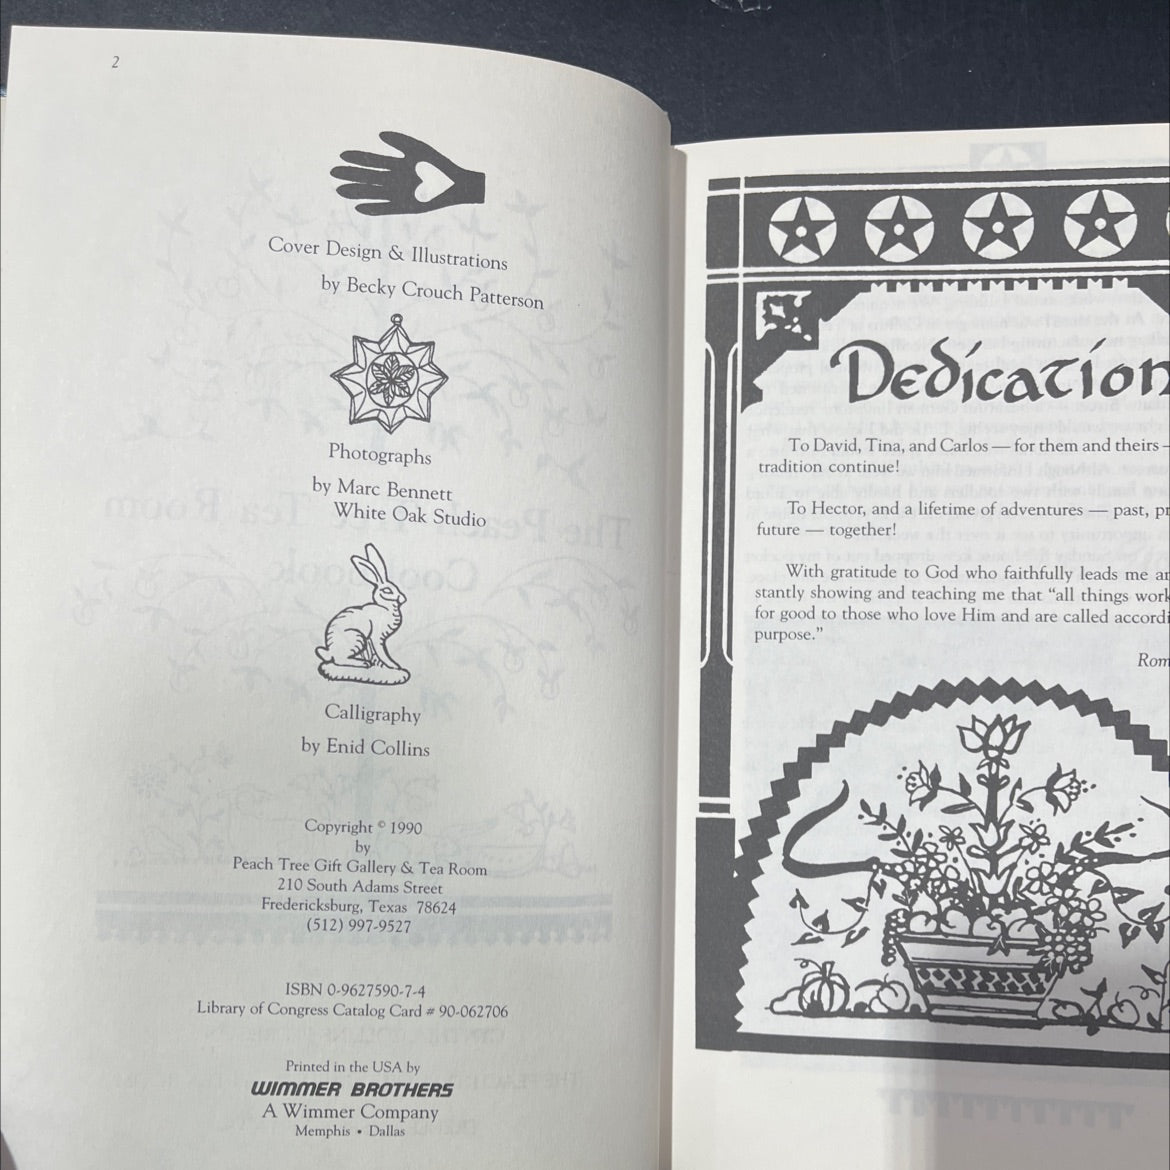 2
Cover Design & Illustrations
by Becky Crouch Patterson
Photographs
by Marc Bennett
White Oak Studio
Calligraphy
by Enid Collins
Copyright © 1990
by
Peach Tree Gift Gallery & Tea Room
210 South Adams Street
Fredericksburg, Texas 78624
(512) 997-9527
ISBN 0-9627590-7-4
Library of Congress Catalog Card # 90-062706
Printed in the USA by
WIMMER BROTHERS
A Wimmer Company
Memphis • Dallas
Dedication
To David, Tina, and Carlos — for them and theirs —
tradition continue!
To Hector, and a lifetime of adventures — past, pr
future — together!
With gratitude to God who faithfully leads me a
stantly showing and teaching me that “all things work
for good to those who love Him and are called accordi
purpose.”
Rom